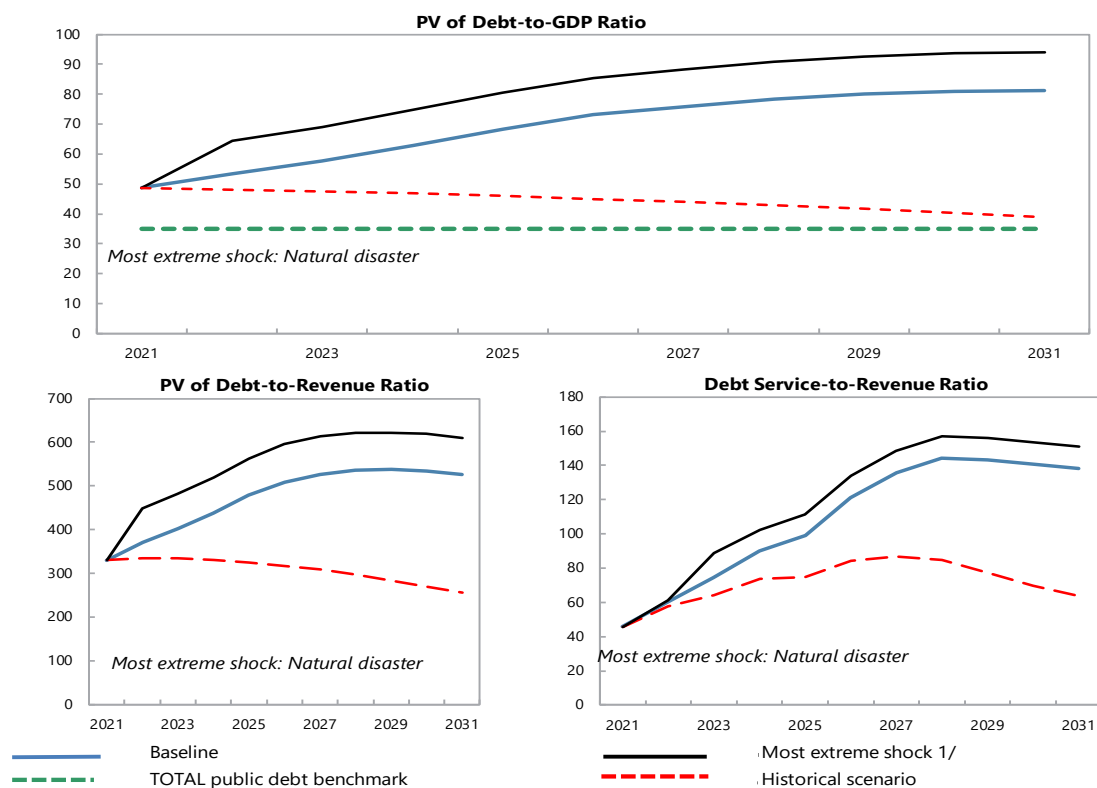 PV of Debt-to-GDP Ratio
100
90
80
70
60
50
40
30
20
10
0
Most extreme shock: Natural disaster
2021 2023 2025 2027 2029 2031
PV of Debt-to-Revenue Ratio
700
600
500
400
300
200
100
0
Most extreme shock: Natural disaster
2021 2023 2025 2027 2029 2031
Debt Service-to-Revenue Ratio
180
160
140
120
100
80
60
40
20
0
Most extreme shock: Natural disaster
2021 2023 2025 2027 2029 2031
Baseline
Most extreme shock 1/
TOTAL public debt benchmark
Historical scenario